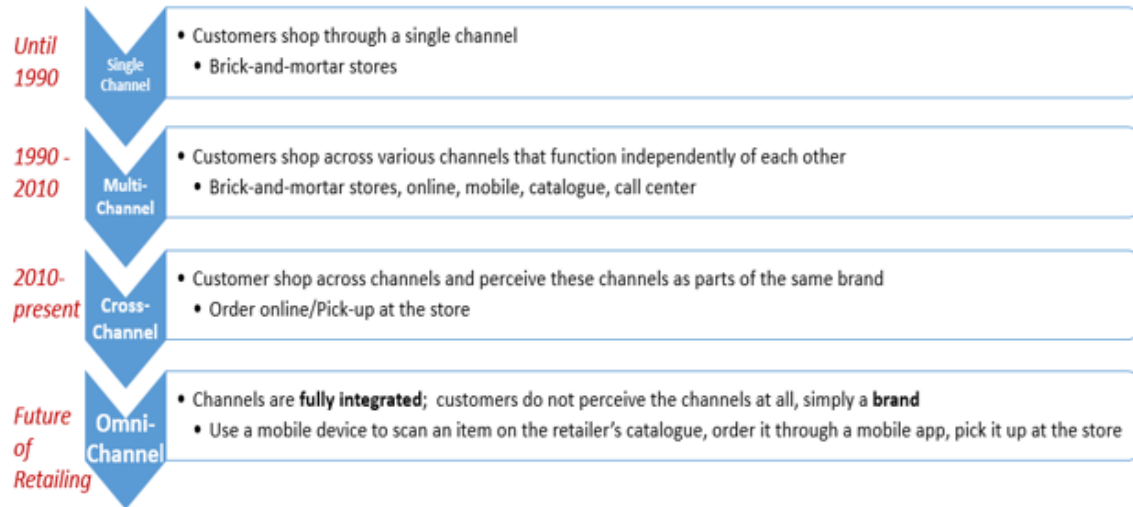 Until
1990
Single
Channel
• Customers shop through a single channel
• Brick-and-mortar stores
1990 -
2010
Multi-
Channel
• Customers shop across various channels that function independently of each other
• Brick-and-mortar stores, online, mobile, catalogue, call center
2010-
present
Cross-
Channel
• Customer shop across channels and perceive these channels as parts of the same brand
• Order online/Pick-up at the store
Future
of
Retailing
Omni-
Channel
• Channels are fully integrated; customers do not perceive the channels at all, simply a brand
• Use a mobile device to scan an item on the retailer's catalogue, order it through a mobile app, pick it up at the store